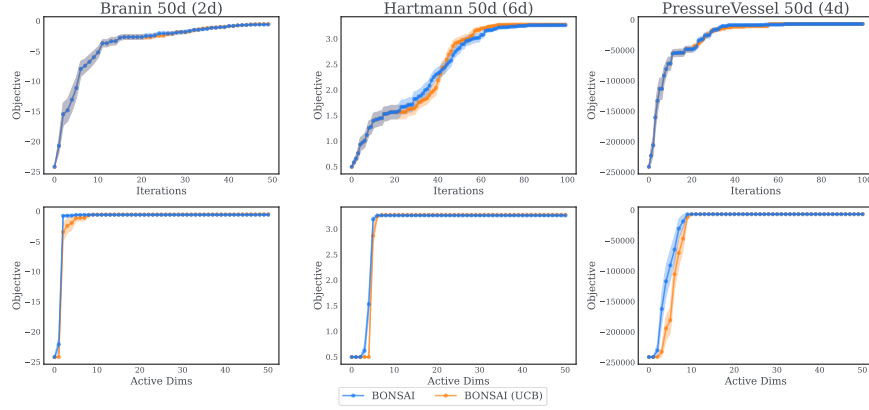 Branin 50d (2d)
Hartmann 50d (6d)
PressureVessel 50d (4d)
Objective
0
−5
−10
−15
−20
−25
0 10 20 30 40 50
Iterations
Objective
3.0
2.5
2.0
1.5
1.0
0.5
0 20 40 60 80 100
Iterations
Objective
0
−50000
−100000
−150000
−200000
−250000
0 20 40 60 80 100
Iterations
Objective
0
−5
−10
−15
−20
−25
0 10 20 30 40 50
Active Dims
Objective
3.0
2.5
2.0
1.5
1.0
0.5
0 10 20 30 40 50
Active Dims
Objective
0
−50000
−100000
−150000
−200000
−250000
0 10 20 30 40 50
Active Dims
BONSAI BONSAI (UCB)